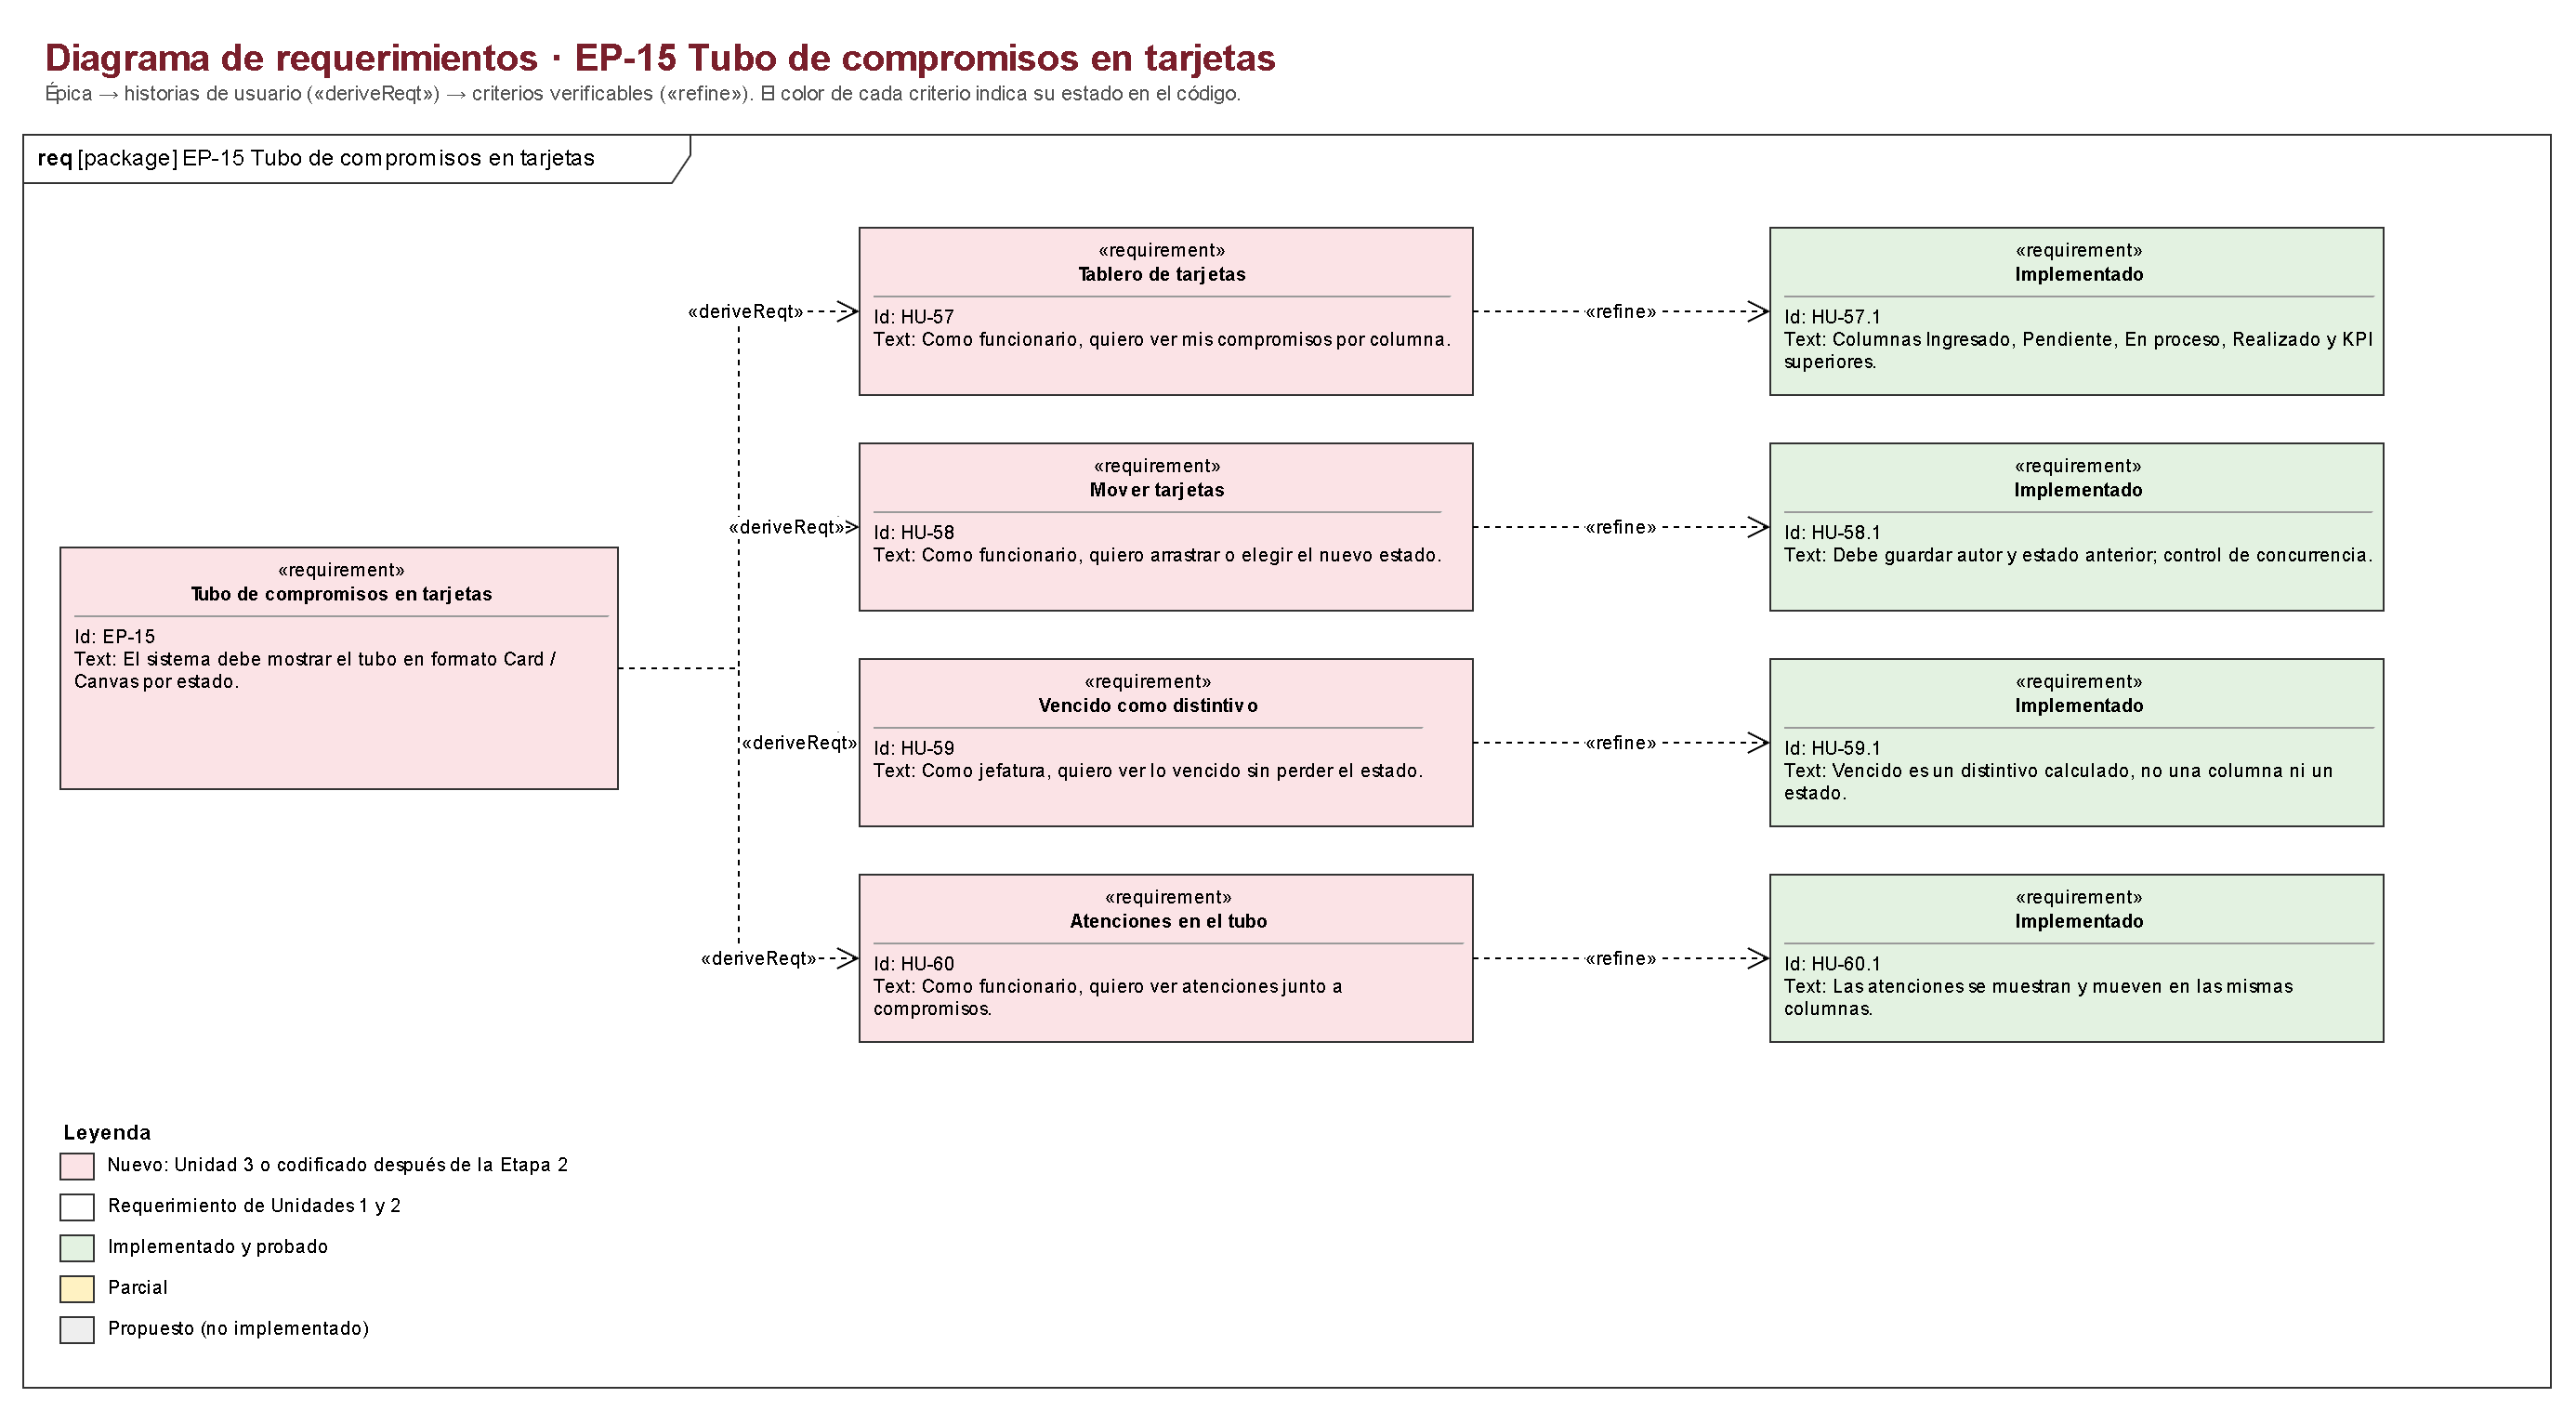 Diagrama de requerimientos · EP-15 Tubo de compromisos en tarjetas
Épica → historias de usuario («deriveReqt») → criterios verificables («refine»). El color de cada criterio indica su estado en el código.
req [package] EP-15 Tubo de compromisos en tarjetas
«requirement»
Tubo de compromisos en tarjetas
Id: EP-15
Text: El sistema debe mostrar el tubo en formato Card /
Canvas por estado.
«deriveReqt»
«requirement»
Tablero de tarjetas
Id: HU-57
Text: Como funcionario, quiero ver mis compromisos por columna.
«refine»
«requirement»
Implementado
Id: HU-57.1
Text: Columnas Ingresado, Pendiente, En proceso, Realizado y KPI
superiores.
«deriveReqt»
«requirement»
Mover tarjetas
Id: HU-58
Text: Como funcionario, quiero arrastrar o elegir el nuevo estado.
«refine»
«requirement»
Implementado
Id: HU-58.1
Text: Debe guardar autor y estado anterior; control de concurrencia.
«deriveReqt»
«requirement»
Vencido como distintivo
Id: HU-59
Text: Como jefatura, quiero ver lo vencido sin perder el estado.
«refine»
«requirement»
Implementado
Id: HU-59.1
Text: Vencido es un distintivo calculado, no una columna ni un
estado.
«deriveReqt»
«requirement»
Atenciones en el tubo
Id: HU-60
Text: Como funcionario, quiero ver atenciones junto a
compromisos.
«refine»
«requirement»
Implementado
Id: HU-60.1
Text: Las atenciones se muestran y mueven en las mismas
columnas.
Leyenda
Nuevo: Unidad 3 o codificado después de la Etapa 2
Requerimiento de Unidades 1 y 2
Implementado y probado
Parcial
Propuesto (no implementado)